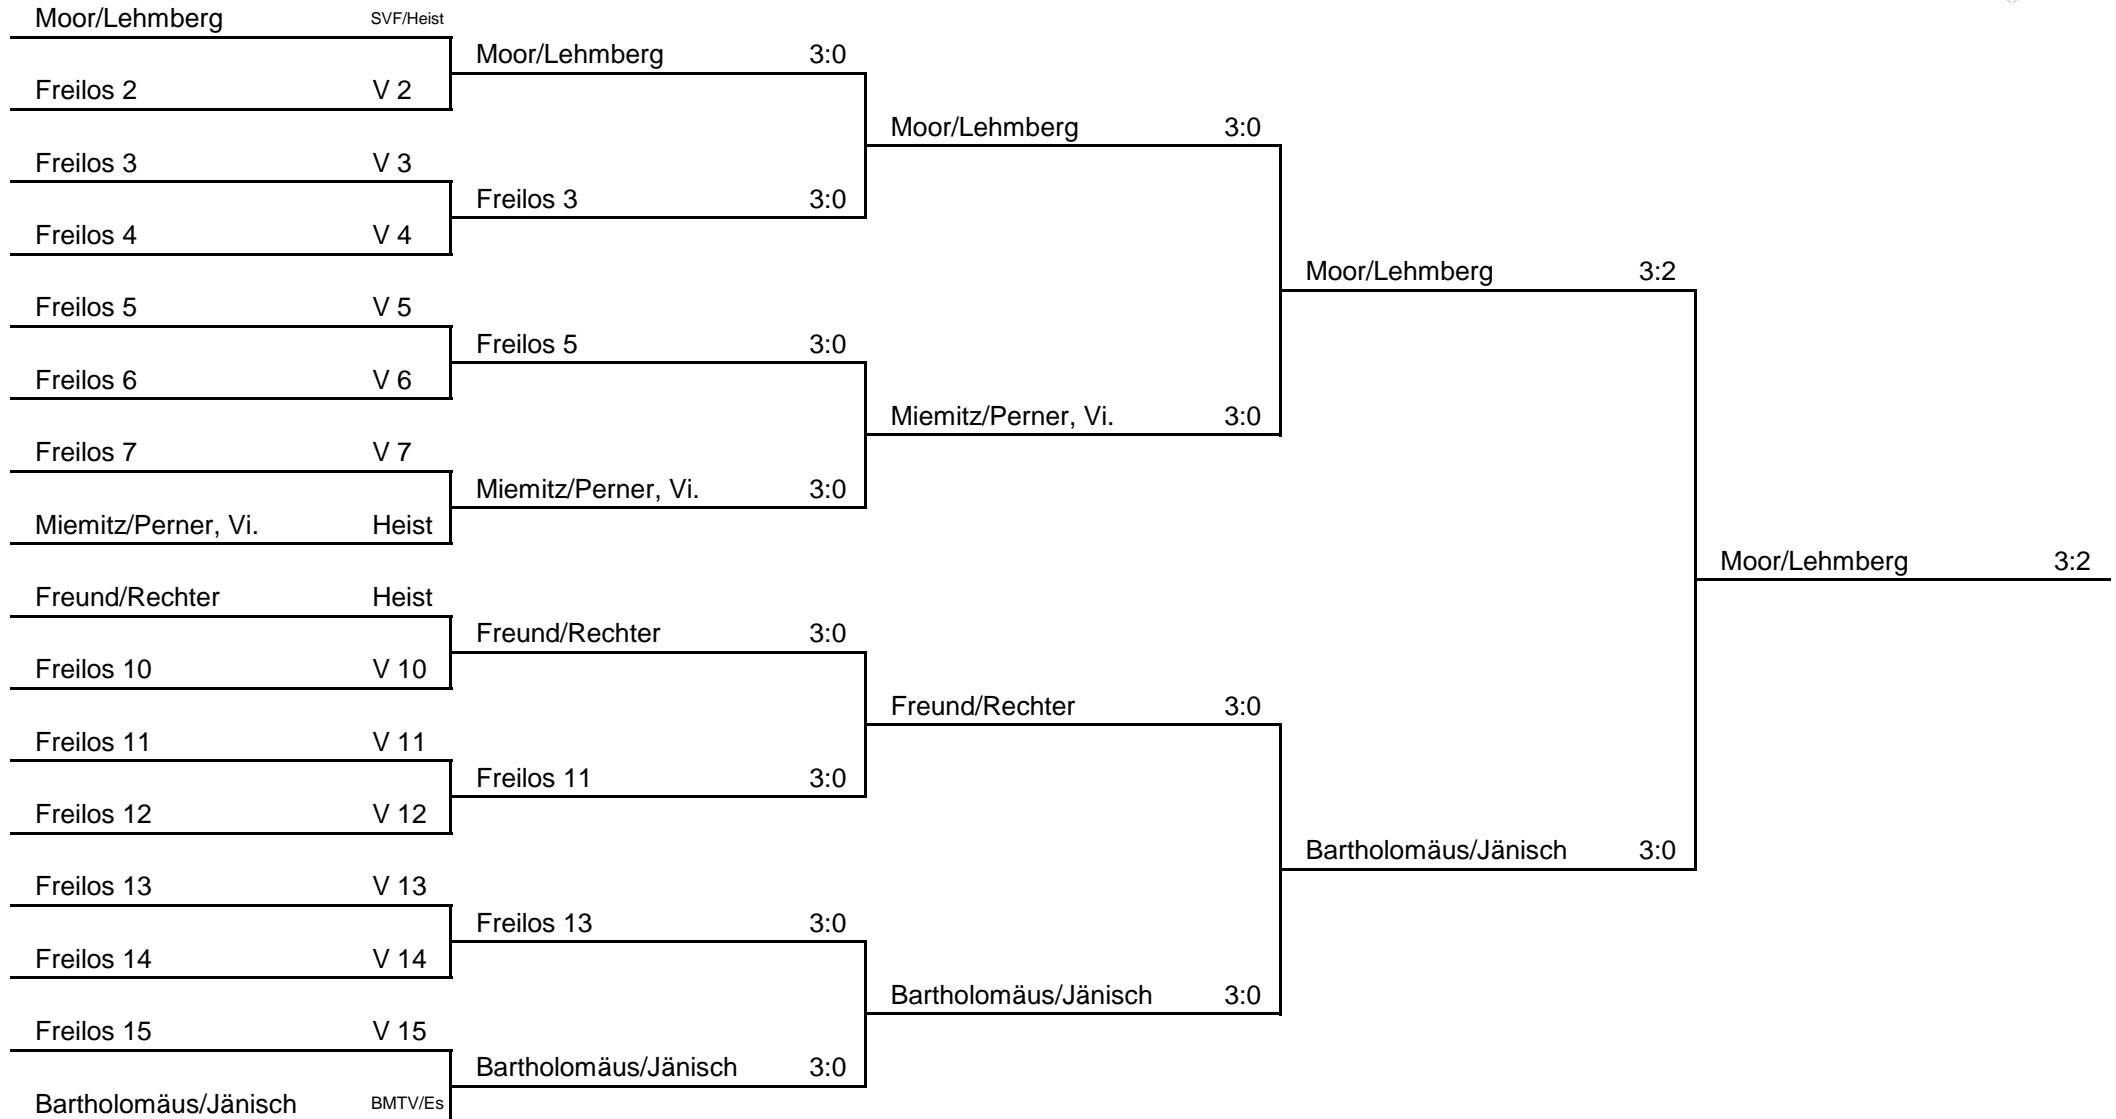 Moor/Lehmberg SVF/Heist
Moor/Lehmberg 3:0
Freilos 2 V 2
Moor/Lehmberg 3:0
Freilos 3 V 3
Freilos 3 3:0
Freilos 4 V 4
Moor/Lehmberg 3:2
Freilos 5 V 5
Freilos 5 3:0
Freilos 6 V 6
Miemitz/Perner, Vi. 3:0
Freilos 7 V 7
Miemitz/Perner, Vi. 3:0
Miemitz/Perner, Vi. Heist
Moor/Lehmberg 3:2
Freund/Rechter Heist
Freund/Rechter 3:0
Freilos 10 V 10
Freund/Rechter 3:0
Freilos 11 V 11
Freilos 11 3:0
Freilos 12 V 12
Bartholomäus/Jänisch 3:0
Freilos 13 V 13
Freilos 13 3:0
Freilos 14 V 14
Bartholomäus/Jänisch 3:0
Freilos 15 V 15
Bartholomäus/Jänisch 3:0
Bartholomäus/Jänisch BMTV/Es